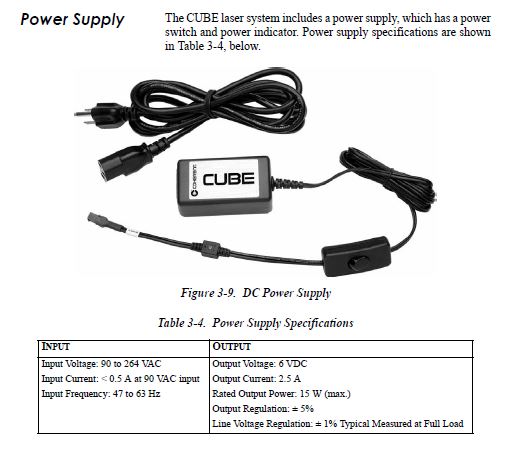 Power Supply
The CUBE laser system includes a power supply, which has a power
switch and power indicator. Power supply specifications are shown
in Table 3-4, below.
COHERENT
CUBE
Figure 3-9. DC Power Supply
Table 3-4. Power Supply Specifications
INPUT
Input Voltage: 90 to 264 VAC
Input Current: < 0.5 A at 90 VAC input
Input Frequency: 47 to 63 Hz
OUTPUT
Output Voltage: 6 VDC
Output Current: 2.5 A
Rated Output Power: 15 W (max.)
Output Regulation: ± 5%
Line Voltage Regulation: ± 1% Typical Measured at Full Load